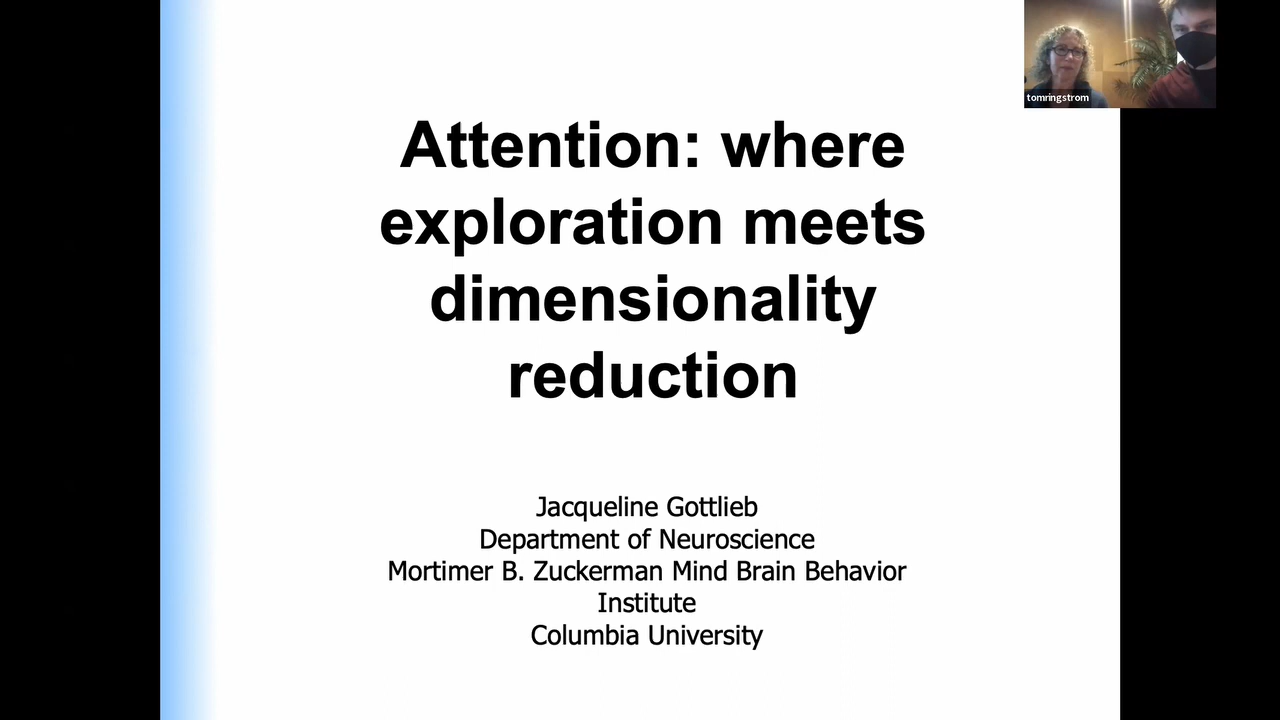 tomringstrom
Attention: where
exploration meets
dimensionality
reduction
Jacqueline Gottlieb
Department of Neuroscience
Mortimer B. Zuckerman Mind Brain Behavior
Institute
Columbia University